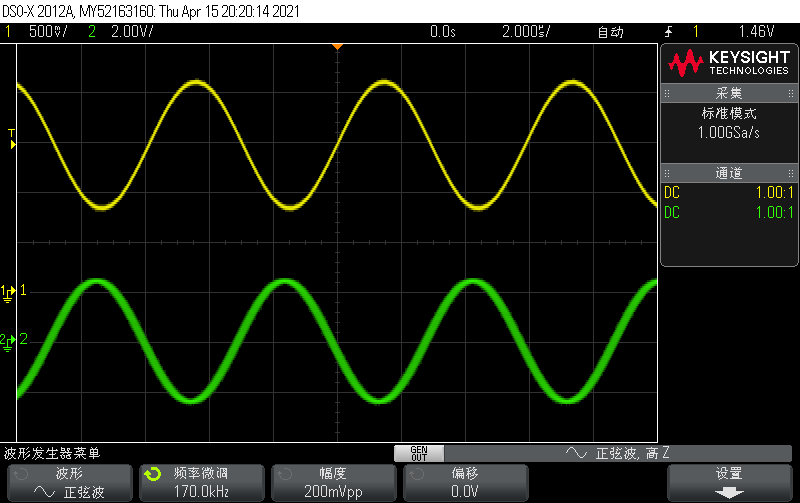 DSO-X 2012A, MY52163160: Thu Apr 15 20:20:14 2021
1 500mV/ 2 2.00V/ 0.0s 2.000us/ 自动 1 1.46V
KEYSIGHT
TECHNOLOGIES
采集
标准模式
1.00GSa/s
通道
DC 1.00:1
DC 1.00:1
T
1 1
2 2
波形发生器菜单 GEN OUT 正弦波, 高 Z
波形 频率微调 幅度 偏移 设置
正弦波 170.0kHz 200mVpp 0.0V